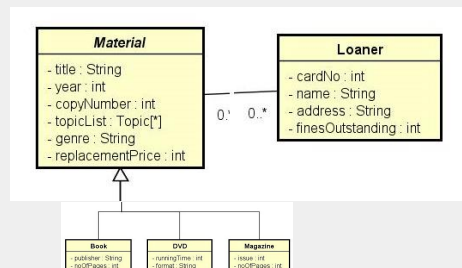 Material
- title : String
- year : int
- copyNumber : int
- topicList : Topic[*]
- genre : String
- replacementPrice : int
Loaner
- cardNo : int
- name : String
- address : String
- finesOutstanding : int
0..*
Book
- publisher : String
- noOfPages : int
DVD
- runningTime : int
- format : String
Magazine
- issue : int
- noOfPages : int